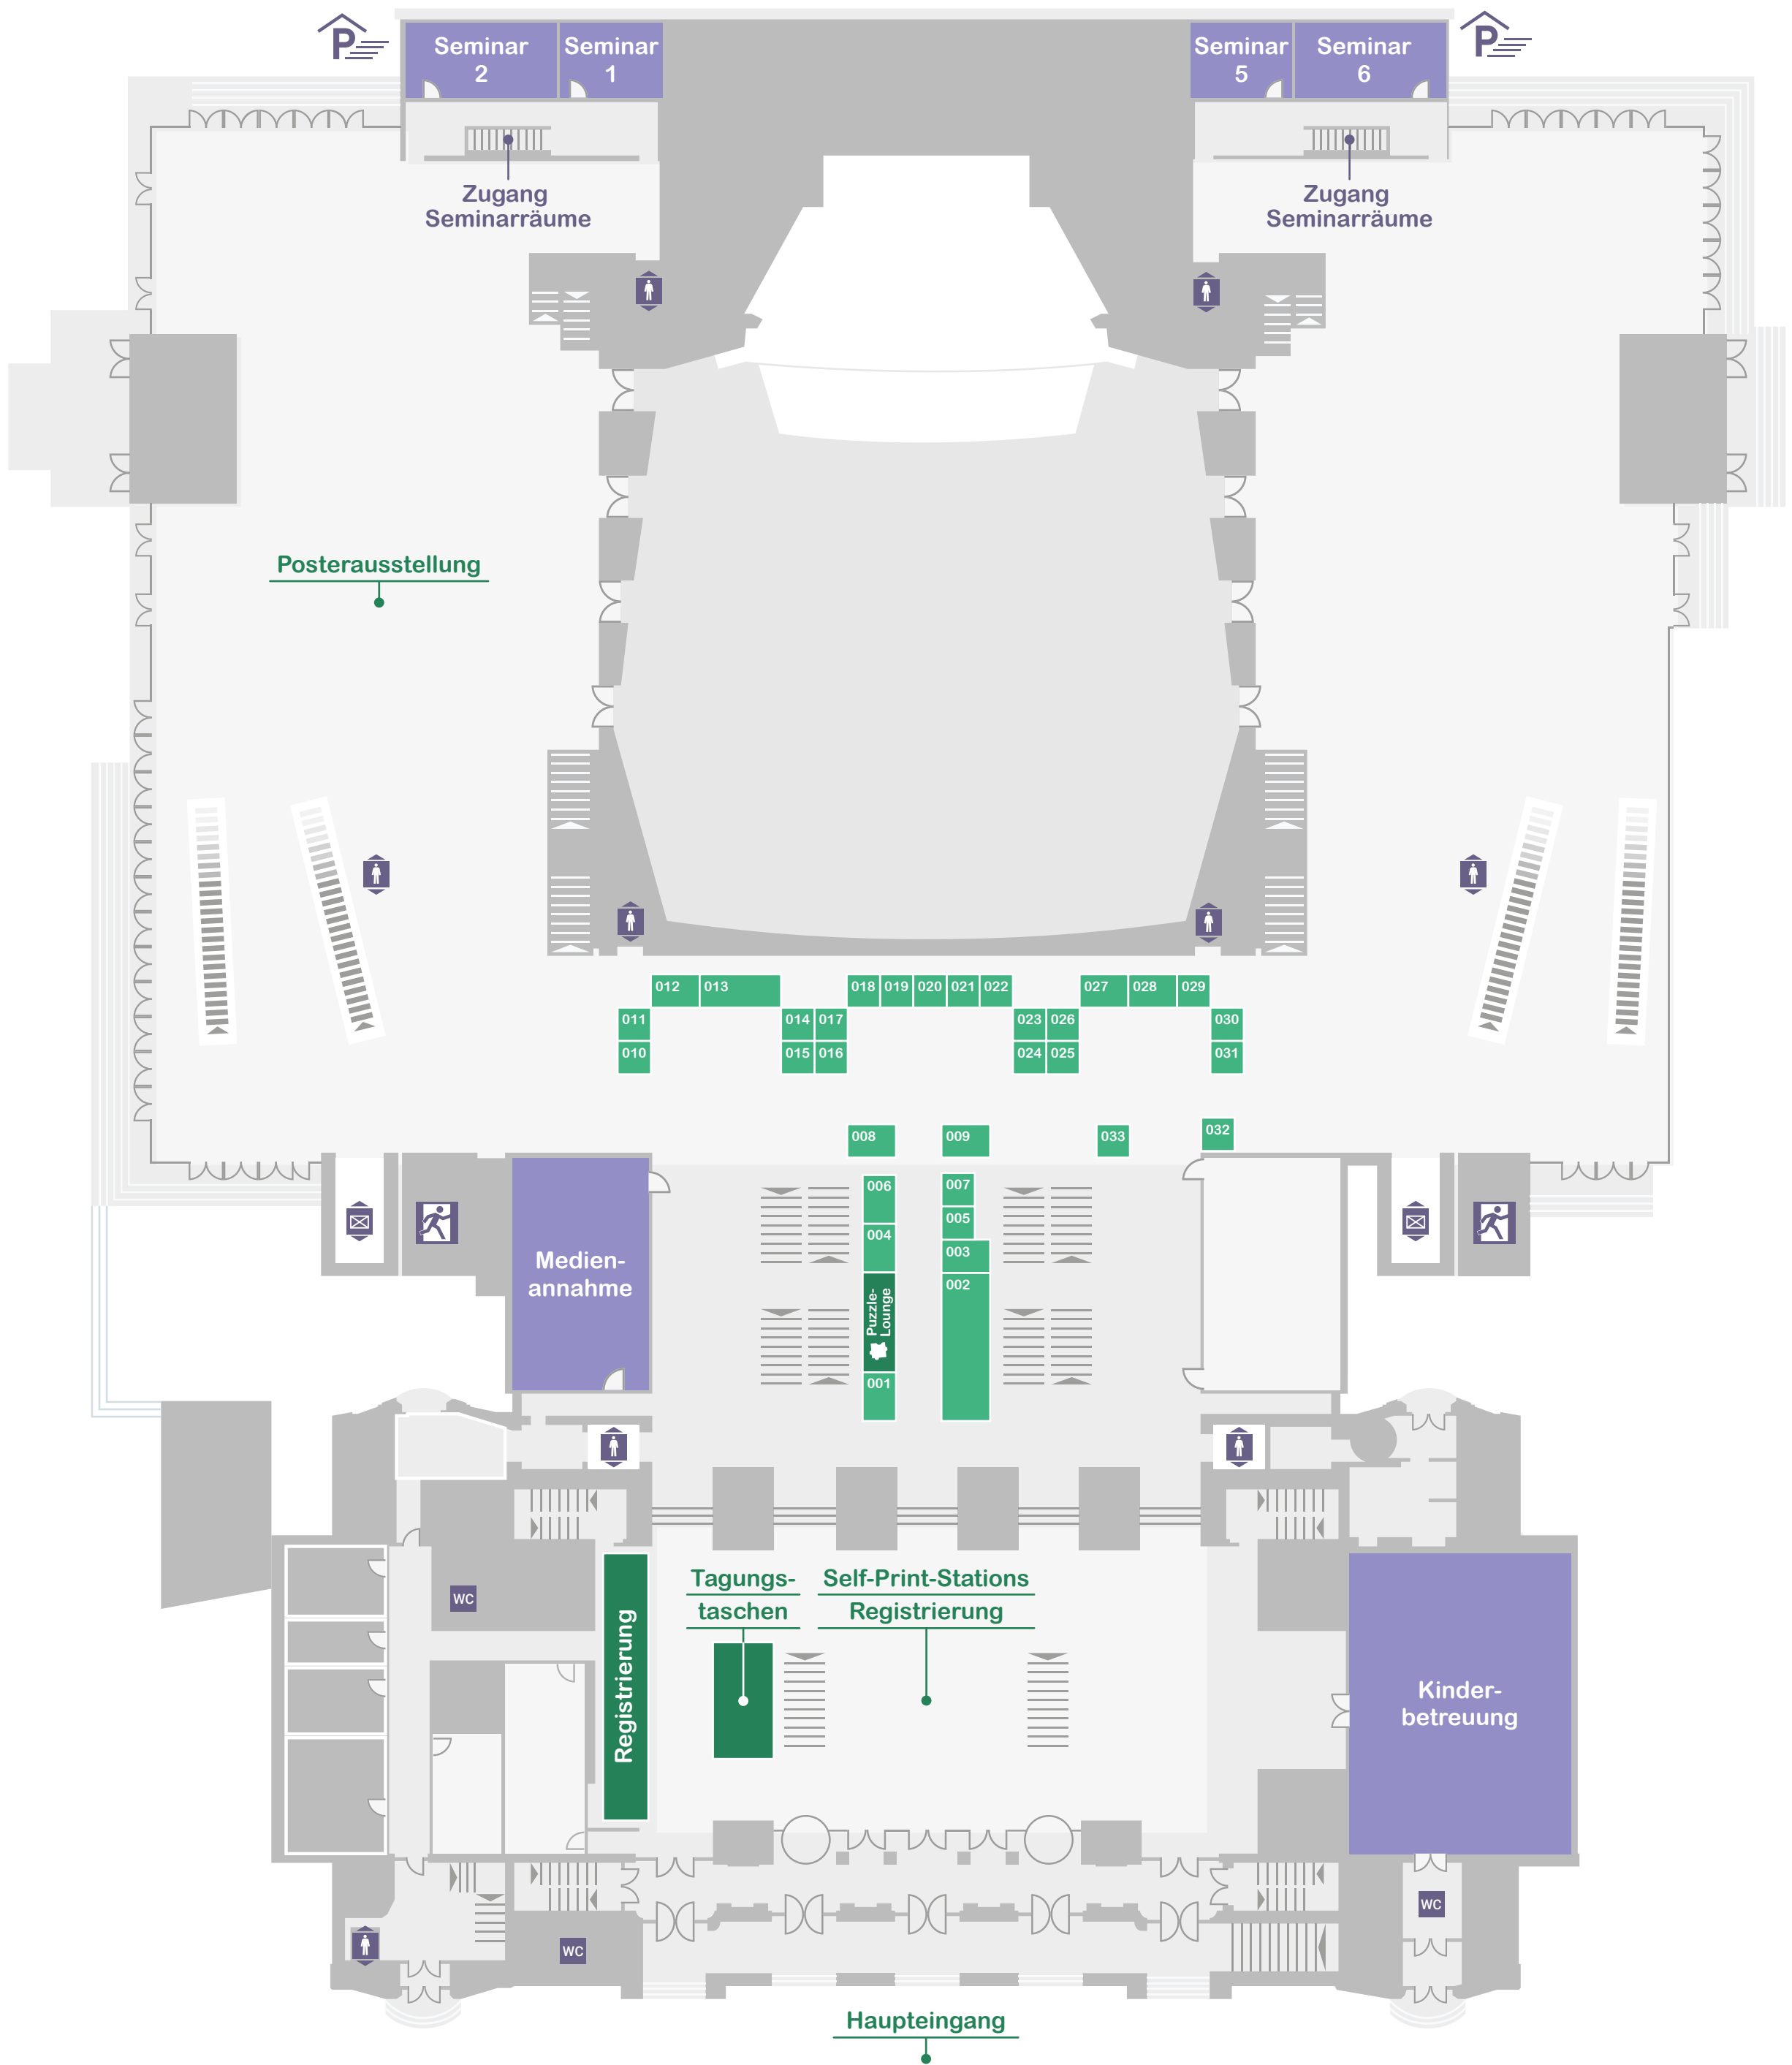 P
P
Seminar
2
Seminar
1
Seminar
5
Seminar
6
Zugang
Seminarräume
Zugang
Seminarräume
Posterausstellung
012
013
018
019
020
021
022
027
028
029
011
014
017
023
026
030
010
015
016
024
025
031
008
009
033
032
006
007
004
005
003
002
Puzzle-
Lounge
001
Medien-
annahme
WC
Registrierung
Tagungs-
taschen
Self-Print-Stations
Registrierung
Kinder-
betreuung
WC
WC
Haupteingang